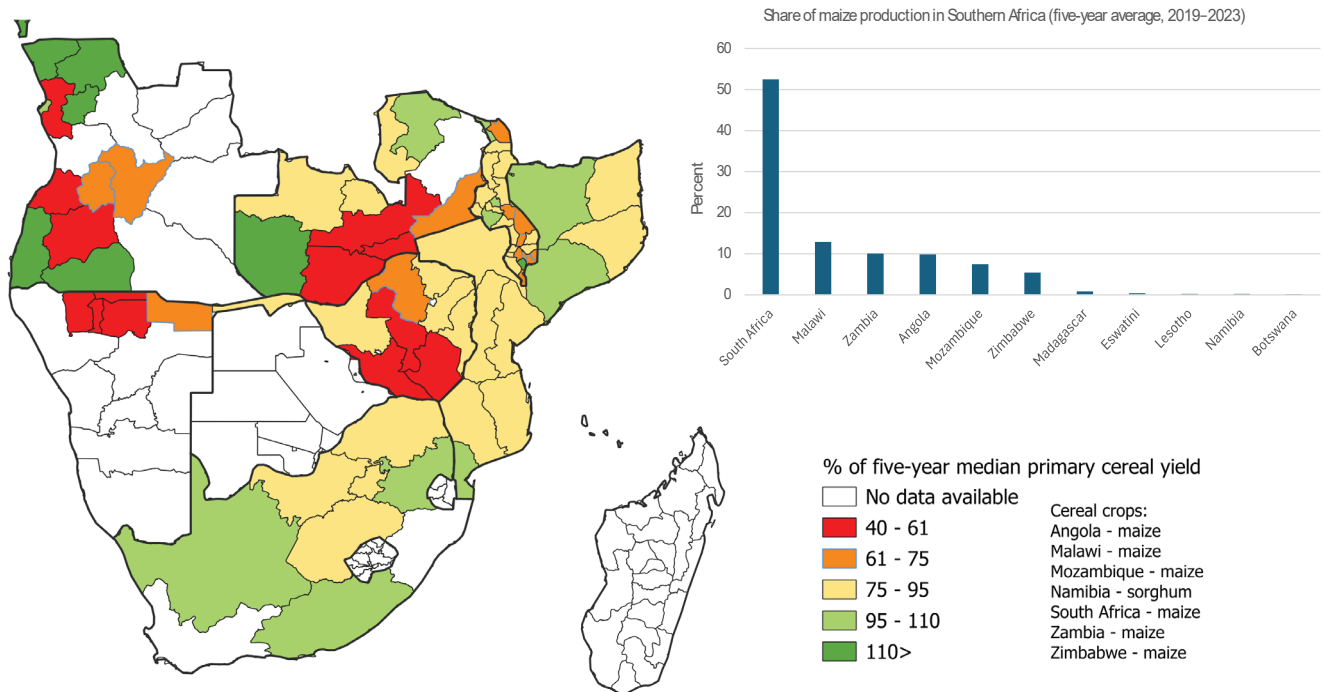 Share of maize production in Southern Africa (five-year average, 2019–2023)
60
50
40
30
20
10
0
Percent
South Africa
Malawi
Zambia
Angola
Mozambique
Zimbabwe
Madagascar
Eswatini
Lesotho
Namibia
Botswana
% of five-year median primary cereal yield
No data available
40 - 61
61 - 75
75 - 95
95 - 110
110>
Cereal crops:
Angola - maize
Malawi - maize
Mozambique - maize
Namibia - sorghum
South Africa - maize
Zambia - maize
Zimbabwe - maize